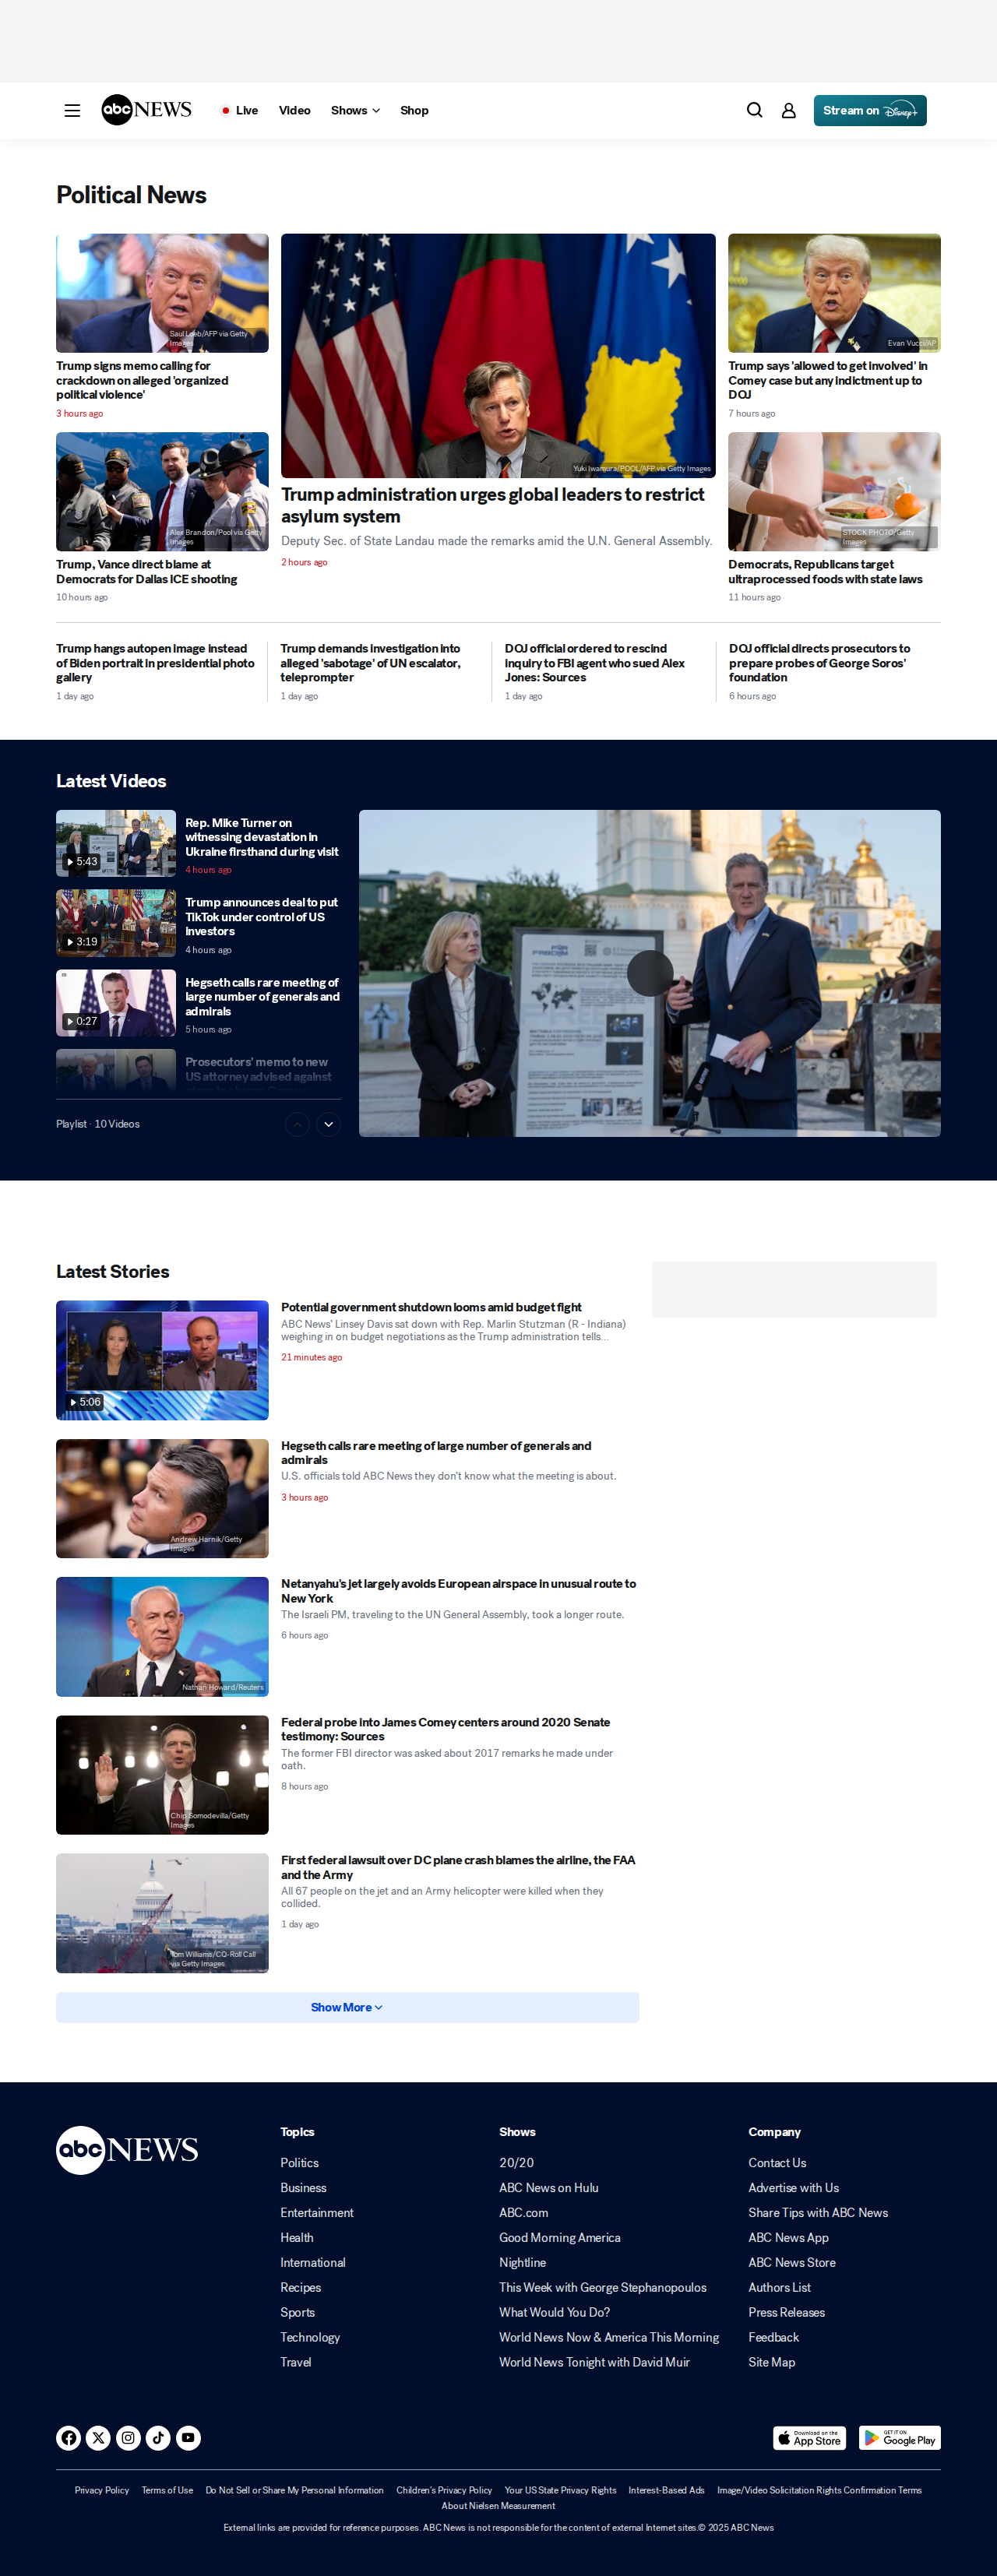 abc NEWS
Live
Video
Shows
Shop
Stream on Disney+
Political News
Saul Loeb/AFP via Getty
Images
Trump signs memo calling for
crackdown on alleged 'organized
political violence'
3 hours ago
Alex Brandon/Pool via Getty
Images
Trump, Vance direct blame at
Democrats for Dallas ICE shooting
10 hours ago
Yuki Iwamura/POOL/AFP via Getty Images
Trump administration urges global leaders to restrict
asylum system
Deputy Sec. of State Landau made the remarks amid the U.N. General Assembly.
2 hours ago
Evan Vucci/AP
Trump says 'allowed to get involved' in
Comey case but any indictment up to
DOJ
7 hours ago
STOCK PHOTO/Getty
Images
Democrats, Republicans target
ultraprocessed foods with state laws
11 hours ago
Trump hangs autopen image instead
of Biden portrait in presidential photo
gallery
1 day ago
Trump demands investigation into
alleged 'sabotage' of UN escalator,
teleprompter
1 day ago
DOJ official ordered to rescind
inquiry to FBI agent who sued Alex
Jones: Sources
1 day ago
DOJ official directs prosecutors to
prepare probes of George Soros'
foundation
6 hours ago
Latest Videos
5:43
Rep. Mike Turner on
witnessing devastation in
Ukraine firsthand during visit
4 hours ago
3:19
Trump announces deal to put
TikTok under control of US
investors
4 hours ago
0:27
Hegseth calls rare meeting of
large number of generals and
admirals
5 hours ago
Prosecutors' memo to new
US attorney advised against
Playlist · 10 Videos
FOR
FREEDOM
Latest Stories
5:06
Potential government shutdown looms amid budget fight
ABC News' Linsey Davis sat down with Rep. Marlin Stutzman (R - Indiana)
weighing in on budget negotiations as the Trump administration tells...
21 minutes ago
Andrew Harnik/Getty
Images
Hegseth calls rare meeting of large number of generals and
admirals
U.S. officials told ABC News they don't know what the meeting is about.
3 hours ago
Nathan Howard/Reuters
Netanyahu's jet largely avoids European airspace in unusual route to
New York
The Israeli PM, traveling to the UN General Assembly, took a longer route.
6 hours ago
Chip Somodevilla/Getty
Images
Federal probe into James Comey centers around 2020 Senate
testimony: Sources
The former FBI director was asked about 2017 remarks he made under
oath.
8 hours ago
Tom Williams/CQ-Roll Call
via Getty Images
First federal lawsuit over DC plane crash blames the airline, the FAA
and the Army
All 67 people on the jet and an Army helicopter were killed when they
collided.
1 day ago
Show More
abc NEWS
Topics
Politics
Business
Entertainment
Health
International
Recipes
Sports
Technology
Travel
Shows
20/20
ABC News on Hulu
ABC.com
Good Morning America
Nightline
This Week with George Stephanopoulos
What Would You Do?
World News Now & America This Morning
World News Tonight with David Muir
Company
Contact Us
Advertise with Us
Share Tips with ABC News
ABC News App
ABC News Store
Authors List
Press Releases
Feedback
Site Map
Download on the
App Store
GET IT ON
Google Play
Privacy Policy
Terms of Use
Do Not Sell or Share My Personal Information
Children's Privacy Policy
Your US State Privacy Rights
Interest-Based Ads
Image/Video Solicitation Rights Confirmation Terms
About Nielsen Measurement
External links are provided for reference purposes. ABC News is not responsible for the content of external Internet sites.© 2025 ABC News